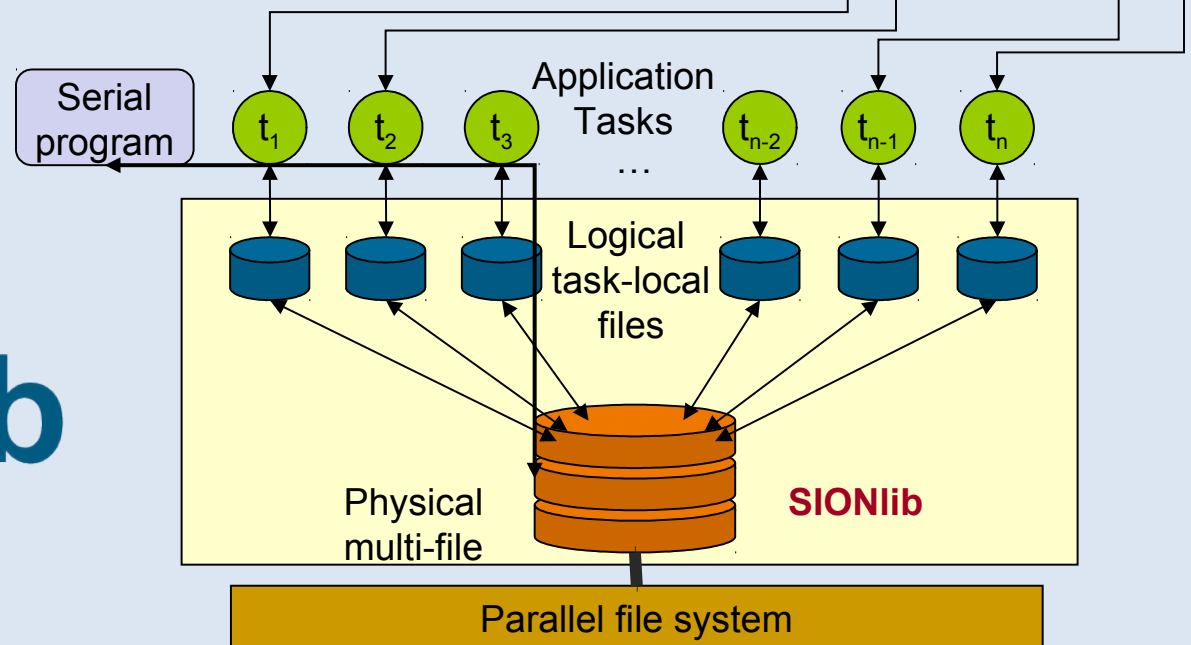 Application
Tasks
Serial
program
t1
t2
t3
…
tn-2
tn-1
tn
Logical
task-local
files
b
Physical
multi-file
SIONlib
Parallel file system